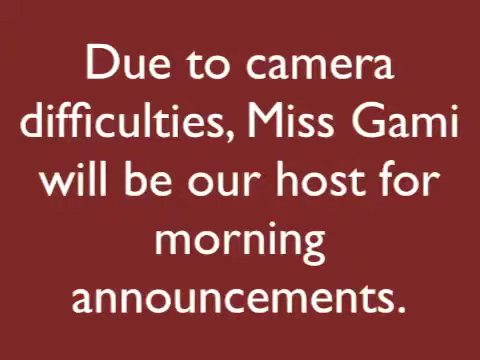 Due to camera
difficulties, Miss Gami
will be our host for
morning
announcements.